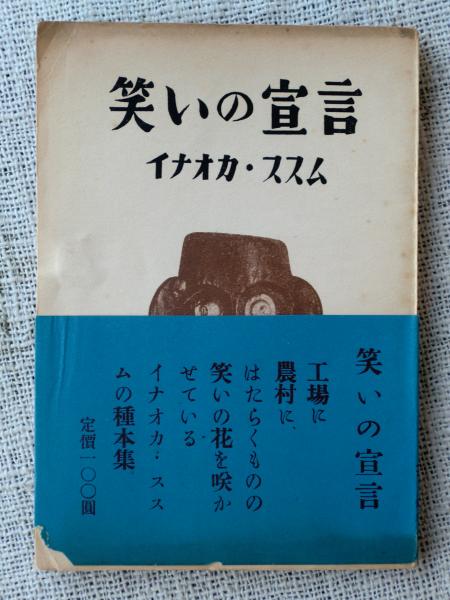 笑いの宣言
イナオカ・ススム
笑いの宣言
工場に
農村に、
はたらくものの
笑いの花を咲か
せている
イナオカ・スス
ムの種本集
定價一〇〇圓